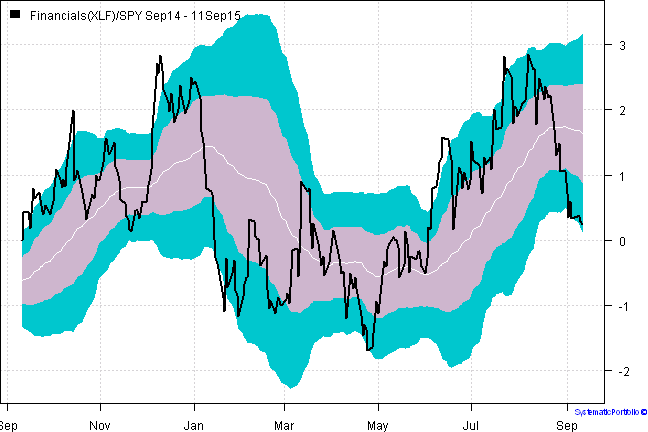 Financials(XLF)/SPY Sep14 - 11Sep15
3
2
1
0
-1
-2
Sep Nov Jan Mar May Jul Sep
SystematicPortfolio ©